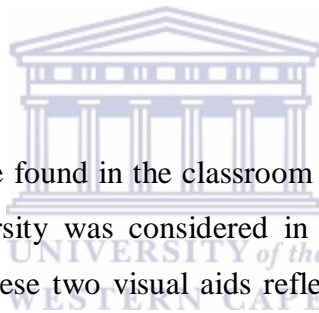 e found in the classroom
rsity was considered in
UNIVERSITY of the
ese two visual aids refle
WESTERN CAPE